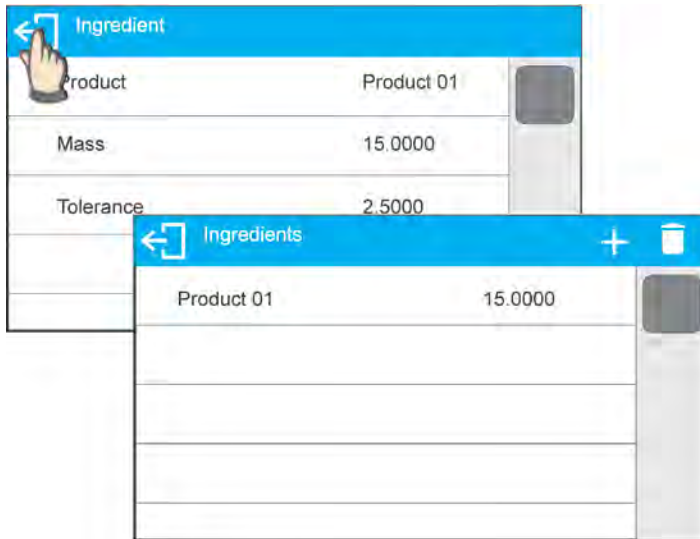 Ingredient
Product Product 01
Mass 15.0000
Tolerance 2.5000
Ingredients
Product 01 15.0000